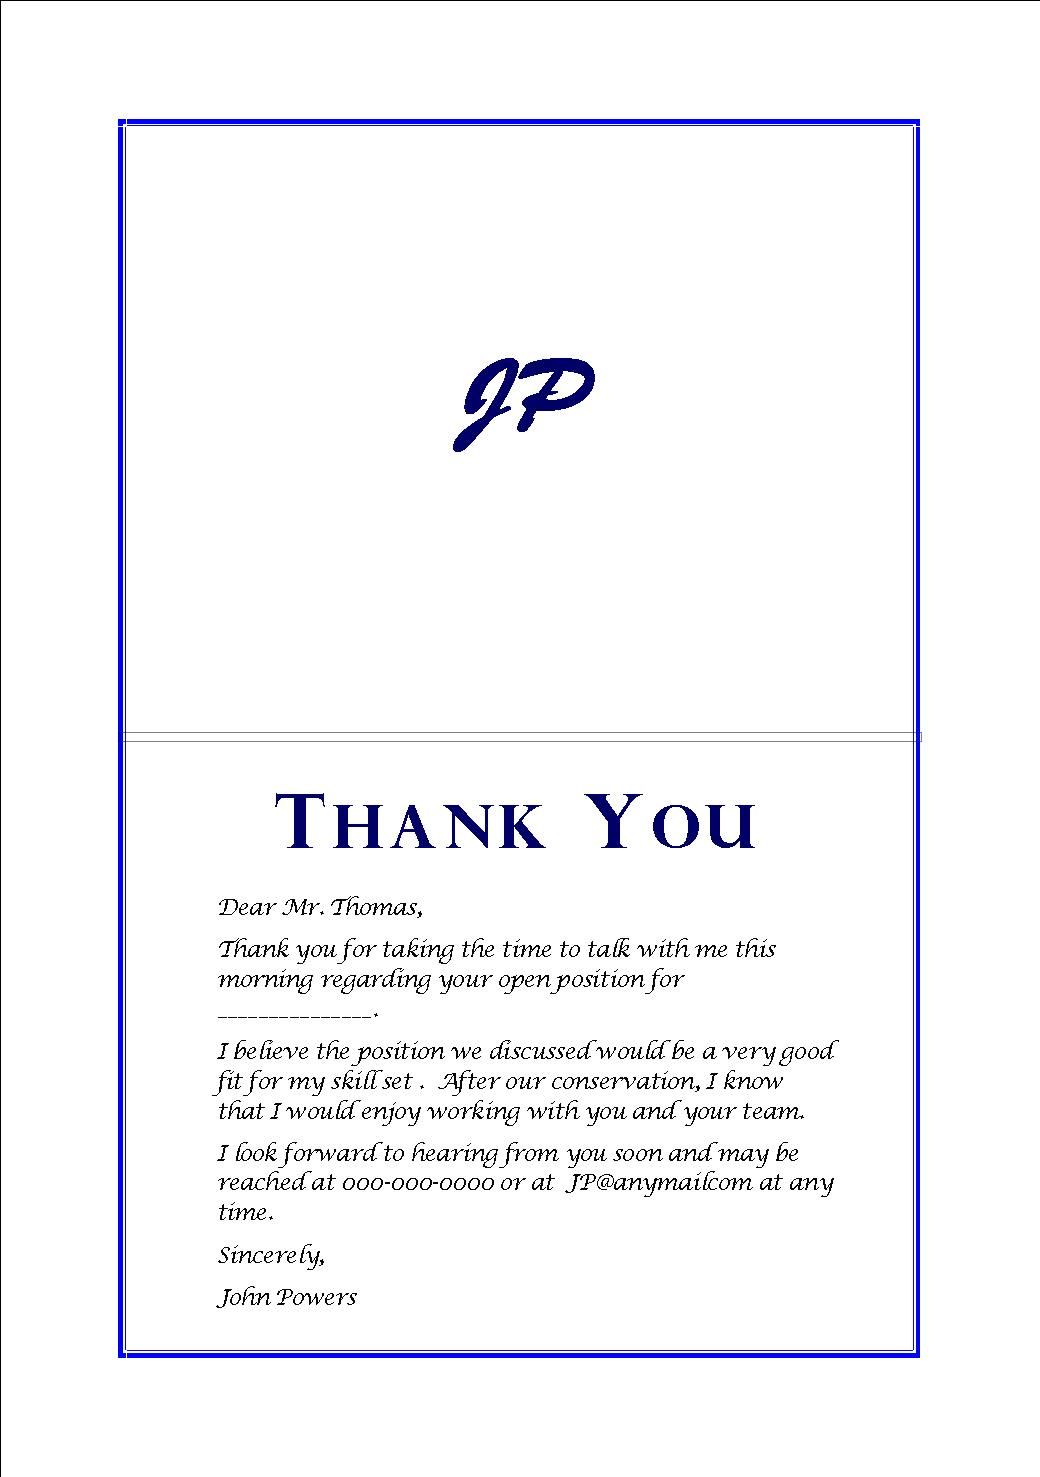 JP
THANK YOU
Dear Mr. Thomas,
Thank you for taking the time to talk with me this
morning regarding your open position for
_______________.
I believe the position we discussed would be a very good
fit for my skill set .  After our conservation, I know
that I would enjoy working with you and your team.
I look forward to hearing from you soon and may be
reached at 000-000-0000 or at  JP@anymailcom at any
time.
Sincerely,
John Powers